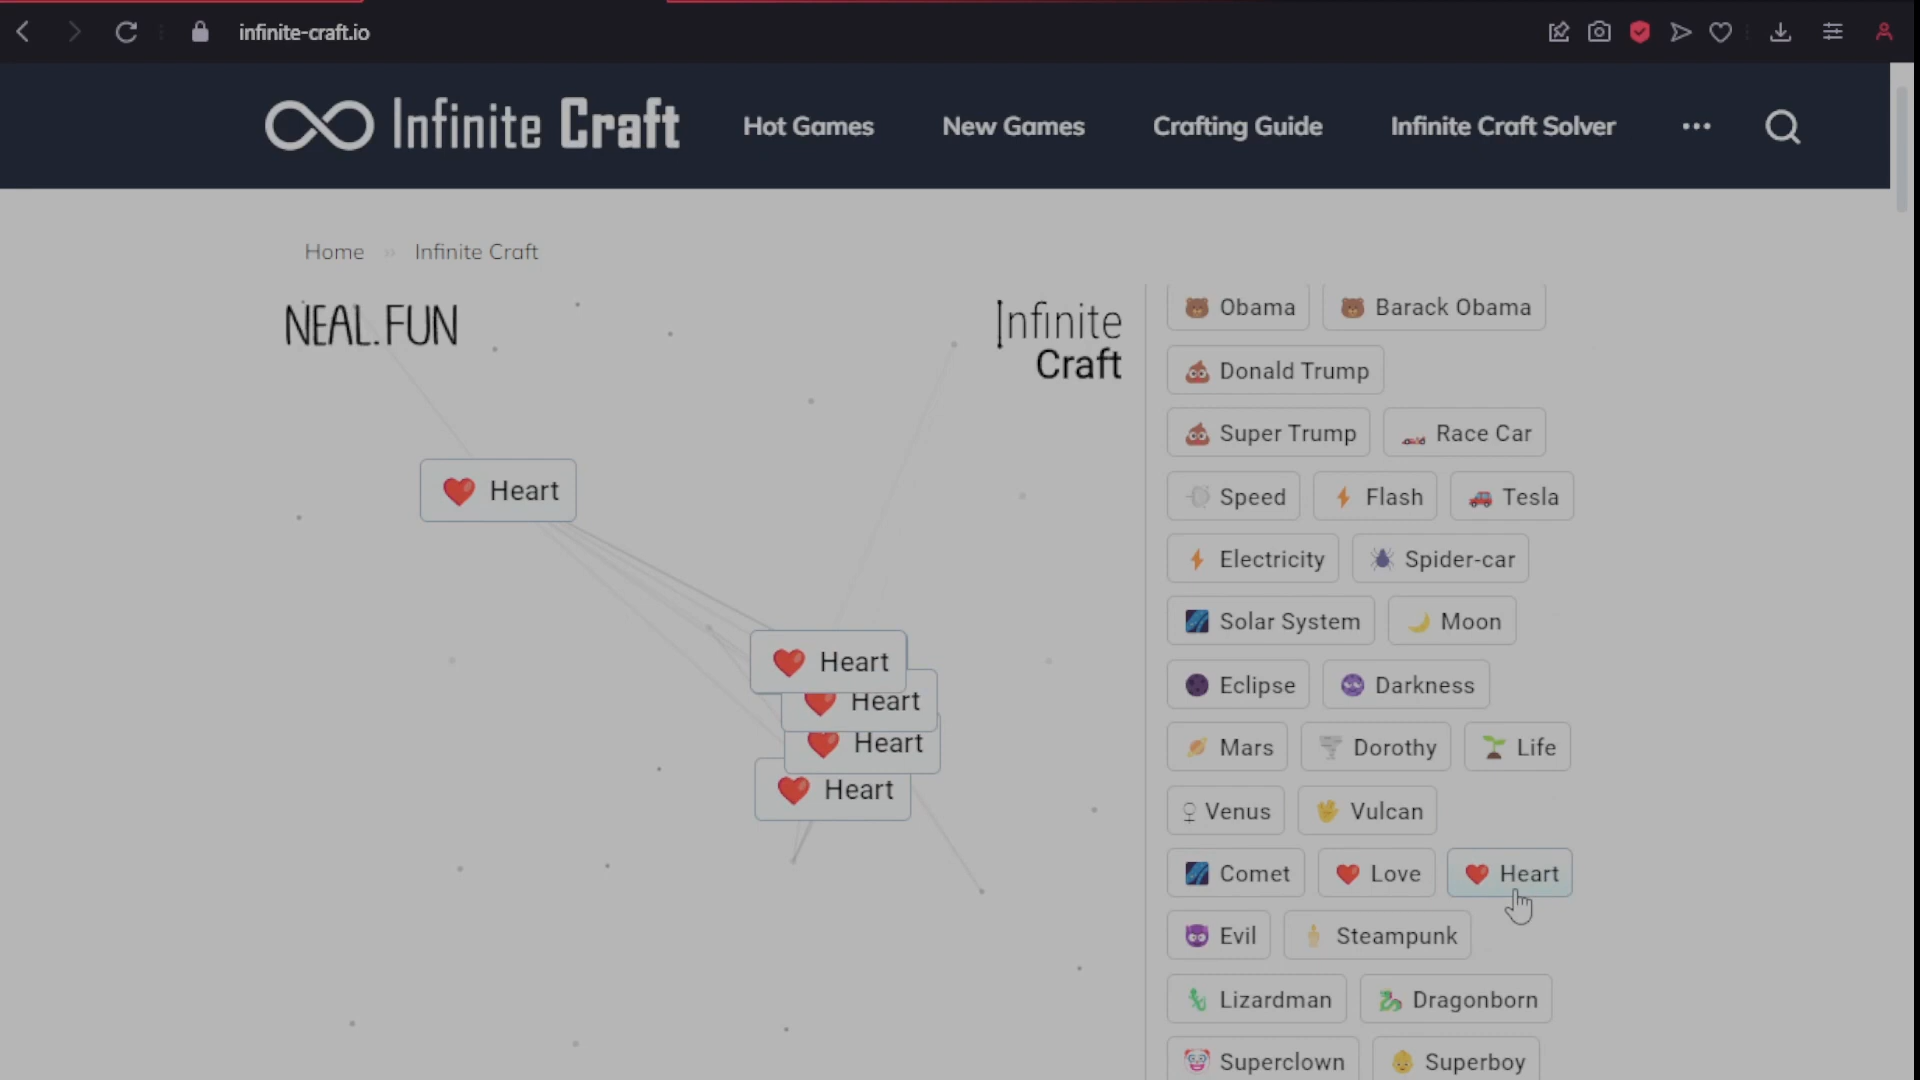 infinite-craft.io
Infinite Craft
Hot Games
New Games
Crafting Guide
Infinite Craft Solver
Home » Infinite Craft
NEAL.FUN
Infinite
Craft
Heart
Heart
Heart
Heart
Heart
Obama
Barack Obama
Donald Trump
Super Trump
Race Car
Speed
Flash
Tesla
Electricity
Spider-car
Solar System
Moon
Eclipse
Darkness
Mars
Dorothy
Life
Venus
Vulcan
Comet
Love
Heart
Evil
Steampunk
Lizardman
Dragonborn
Superclown
Superboy